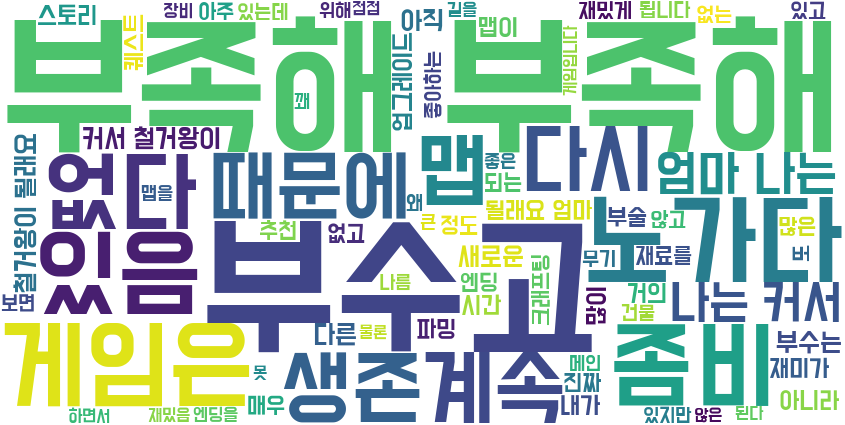 스토리 장비 아주 있는데 위해 점점 아직 길을 재밌게 됩니다 없는 있고
부족해 부족해
퀘스트 꽤 업그레이드 좋아하는 맵이 게임입니다
커서 철거왕이
없다 때문에 맵 다시 엄마 나는
철거왕이 될래요 맵을 왜 좋은 되는
될래요 엄마 부술 않고 많은
있음 추천 없고 큰 정도 노가다
부수고 새로운 무기 재료를 버
보면 나름 엔딩 시간 크래프팅 많이 거의 건물 나는 커서
게임은 다른 물론 파밍 좀비 부수는
못 생존 계속 메인 진짜 재미가
하면서 재밌음 엔딩을 매우 내가 있지만 않은 된다 아니라